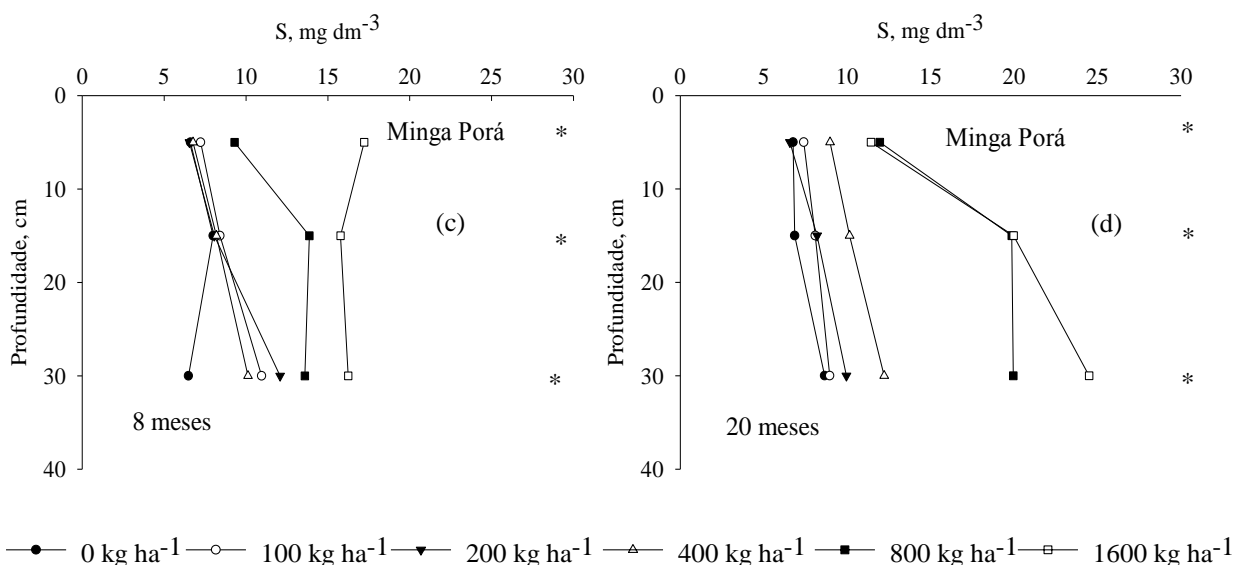 S, mg dm-3
0 5 10 15 20 25 30
0
10
20
30
40
Profundidade, cm
Minga Porá
*
(c)
*
*
8 meses
S, mg dm-3
0 5 10 15 20 25 30
0
10
20
30
40
Profundidade, cm
Minga Porá
*
(d)
*
*
20 meses
0 kg ha-1 100 kg ha-1 200 kg ha-1 400 kg ha-1 800 kg ha-1 1600 kg ha-1